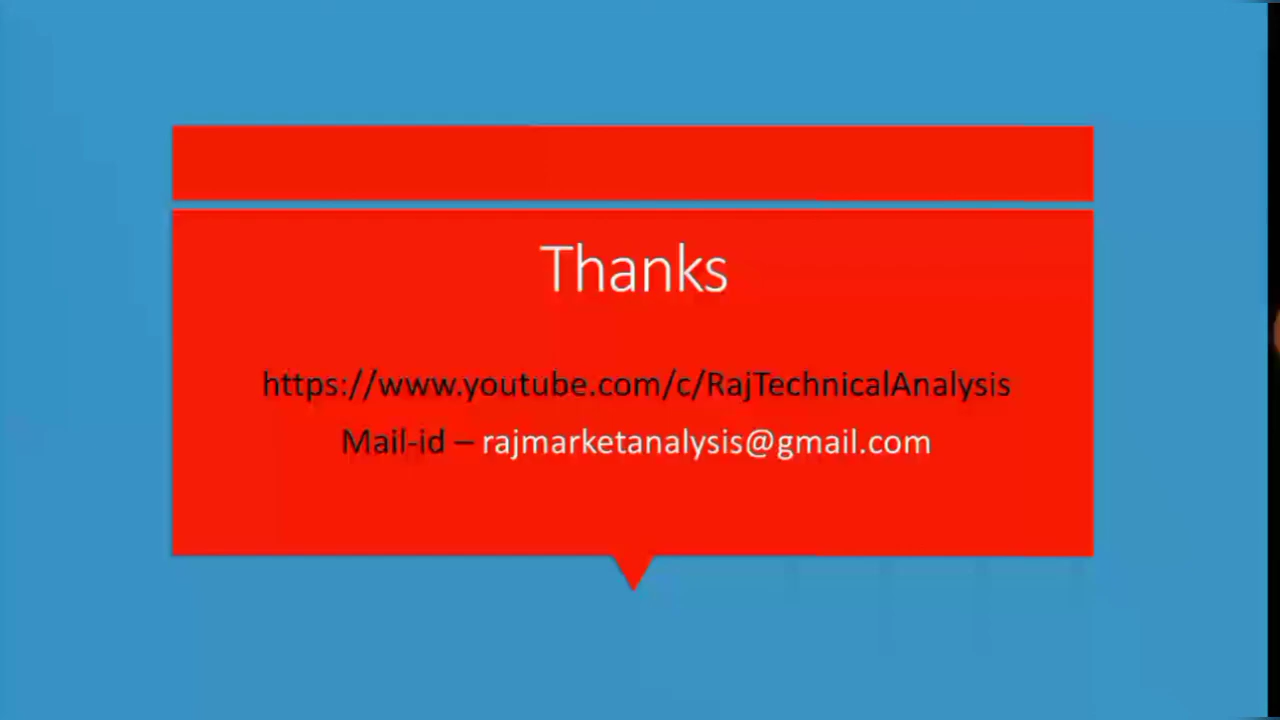 Thanks
https://www.youtube.com/c/RajTechnicalAnalysis
Mail-id – rajmarketanalysis@gmail.com